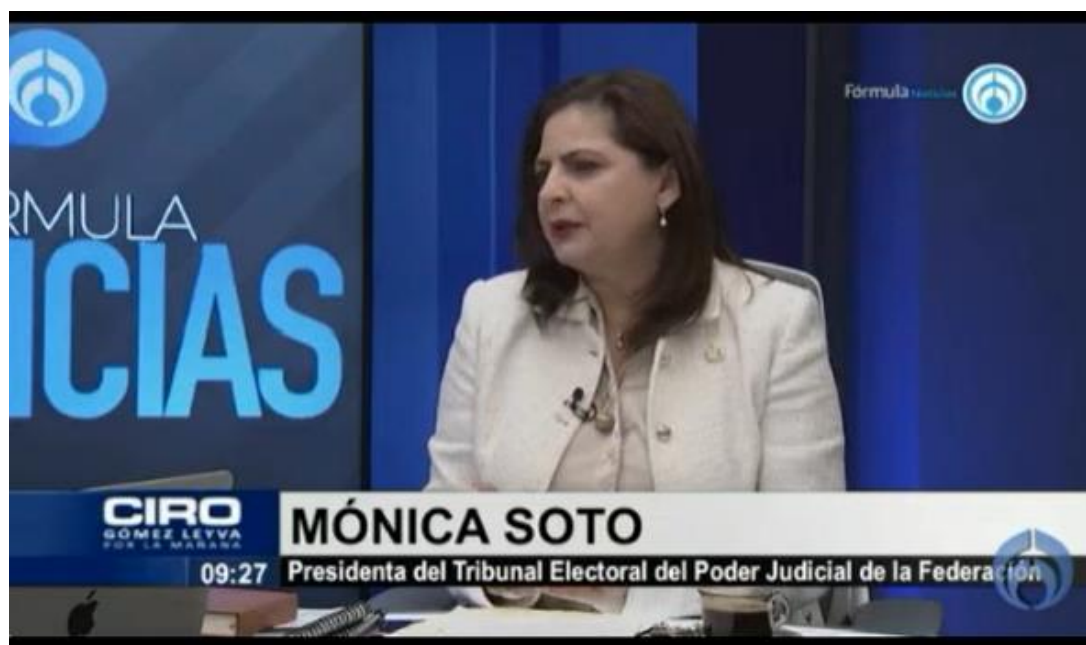 Fórmula Noticias
RMULA
ICIAS
CIRO
GÓMEZ LEYVA
POR LA MAÑANA
MÓNICA SOTO
09:27
Presidenta del Tribunal Electoral del Poder Judicial de la Federación